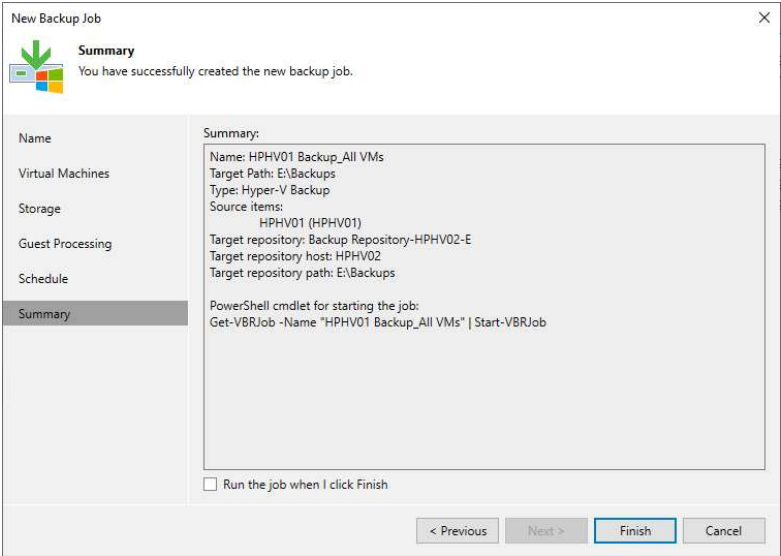 New Backup Job
Summary
You have successfully created the new backup job.
Name
Virtual Machines
Storage
Guest Processing
Schedule
Summary
Summary:
Name: HPHV01 Backup_All VMs
Target Path: E:\Backups
Type: Hyper-V Backup
Source items:
HPHV01 (HPHV01)
Target repository: Backup Repository-HPHV02-E
Target repository host: HPHV02
Target repository path: E:\Backups
PowerShell cmdlet for starting the job:
Get-VBRJob -Name "HPHV01 Backup_All VMs" | Start-VBRJob
Run the job when I click Finish
< Previous
Next >
Finish
Cancel